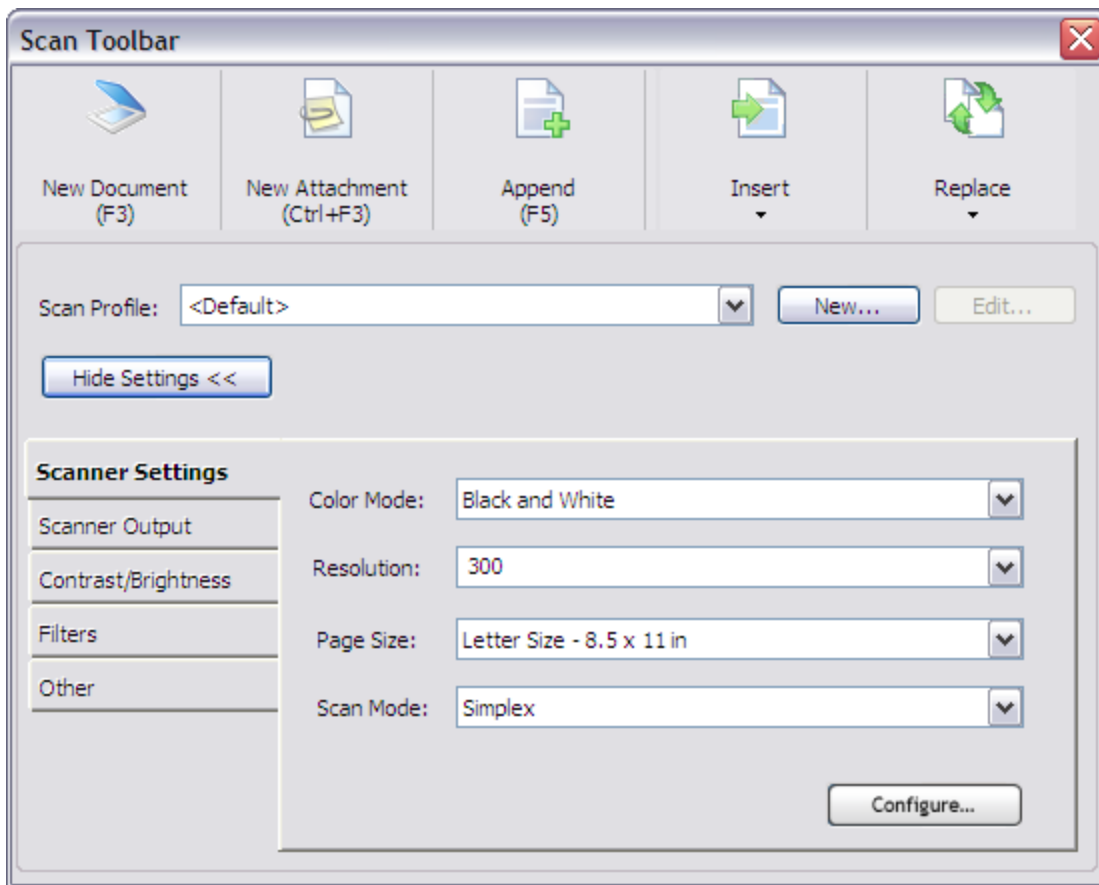 Scan Toolbar
New Document
(F3)
New Attachment
(Ctrl+F3)
Append
(F5)
Insert
Replace
Scan Profile:
<Default>
New...
Edit...
Hide Settings <<
Scanner Settings
Scanner Output
Contrast/Brightness
Filters
Other
Color Mode:
Black and White
Resolution:
300
Page Size:
Letter Size - 8.5 x 11 in
Scan Mode:
Simplex
Configure...